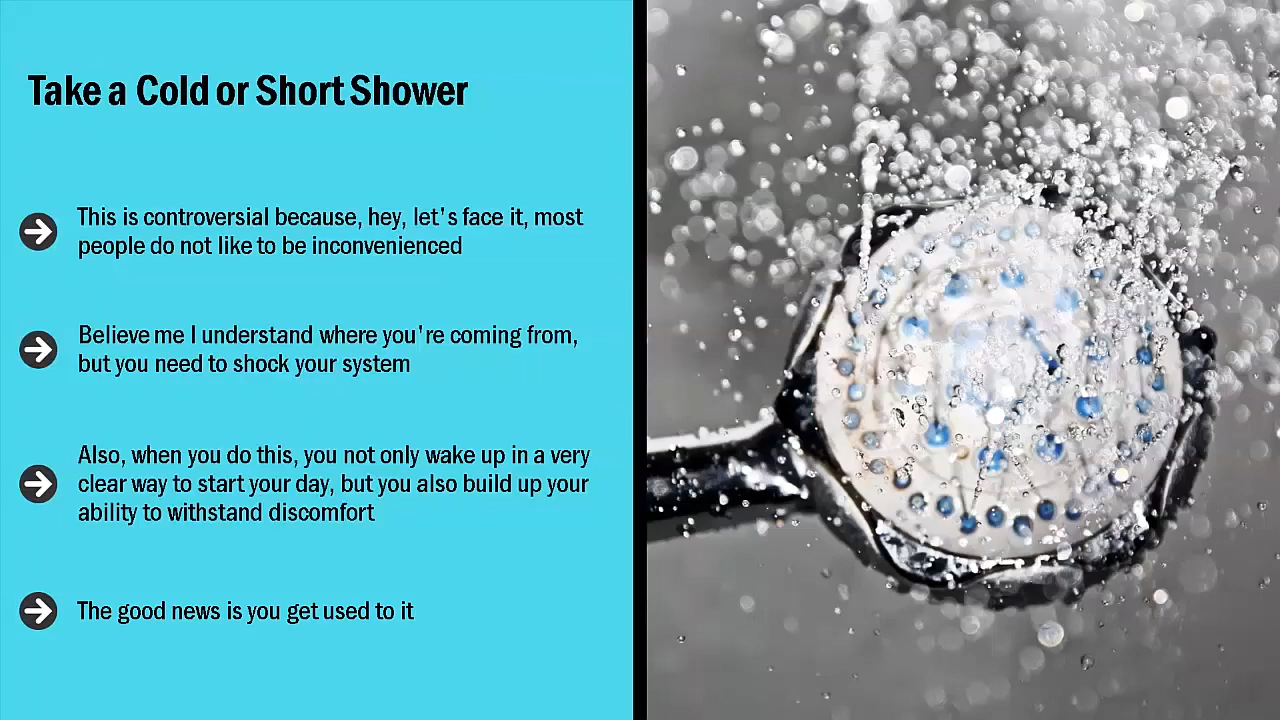 Take a Cold or Short Shower
This is controversial because, hey, let's face it, most
people do not like to be inconvenienced
Believe me I understand where you're coming from,
but you need to shock your system
Also, when you do this, you not only wake up in a very
clear way to start your day, but you also build up your
ability to withstand discomfort
The good news is you get used to it